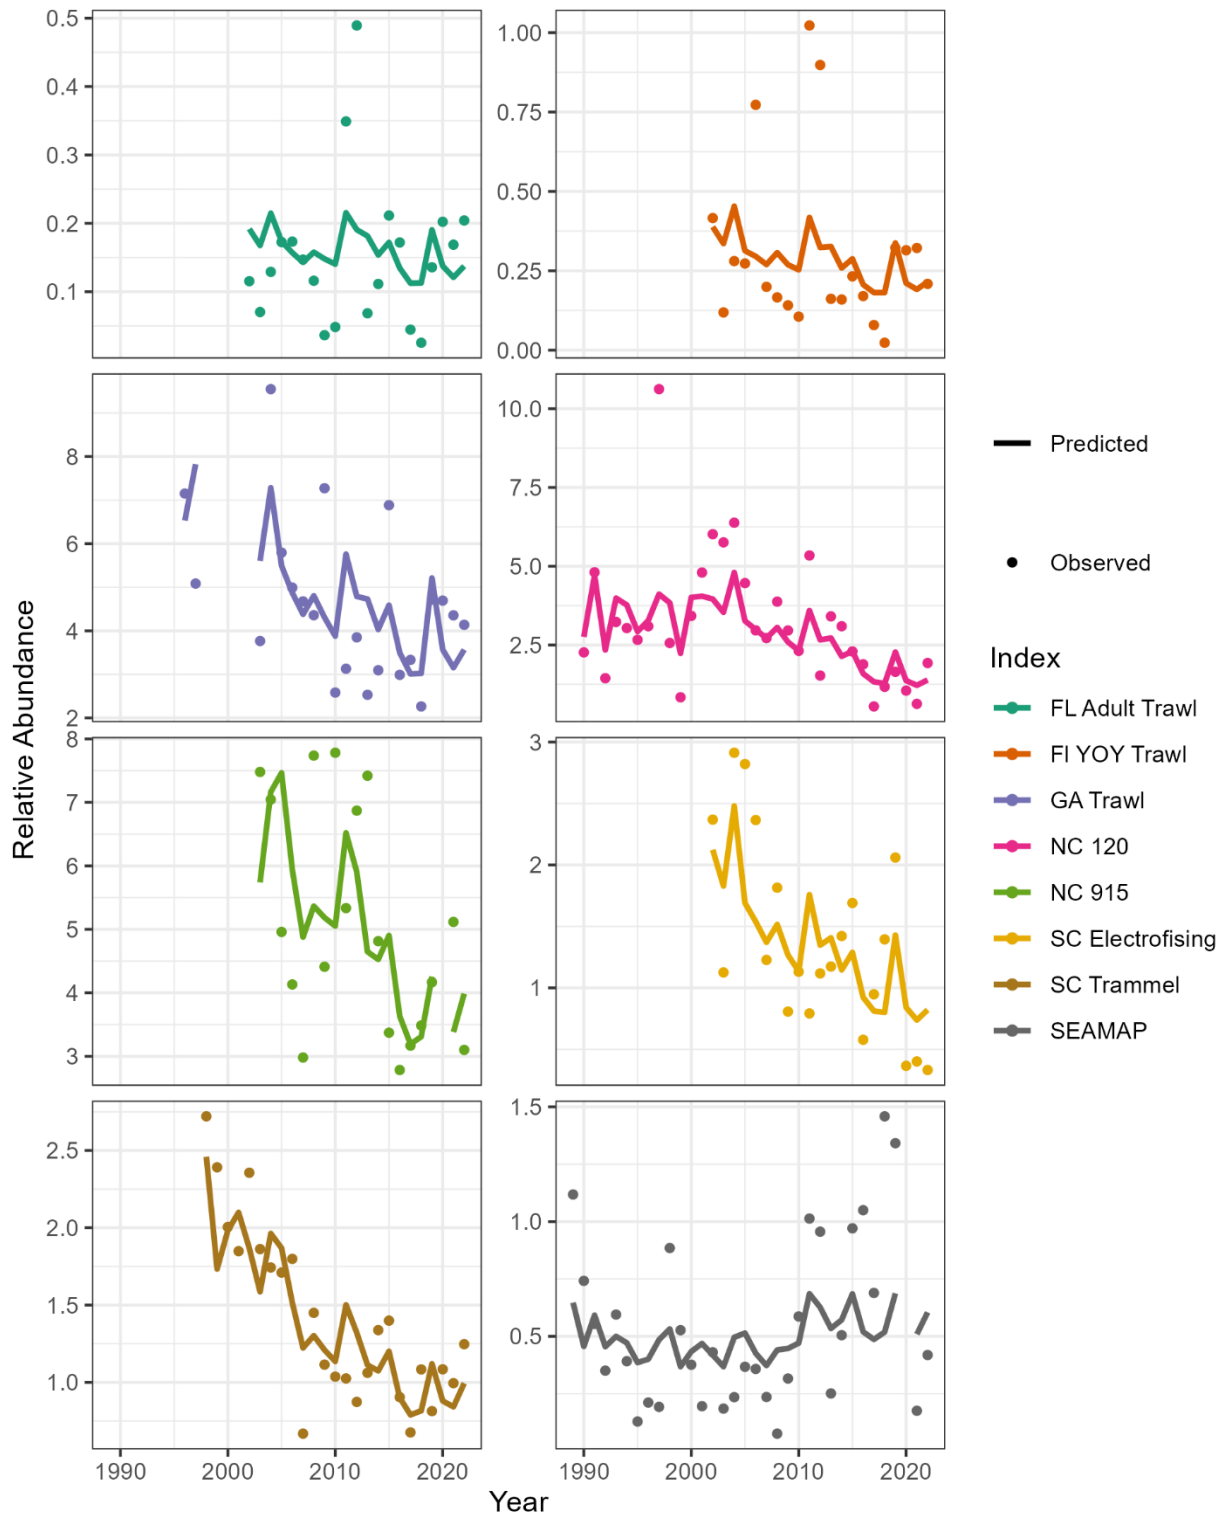 0.5
0.4
0.3
0.2
0.1
1.00
0.75
0.50
0.25
0.00
8
6
4
2
10.0
7.5
5.0
2.5
8
7
6
5
4
3
3
2
1
2.5
2.0
1.5
1.0
1.5
1.0
0.5
1990 2000 2010 2020
1990 2000 2010 2020
Relative Abundance
Year
Predicted
Observed
Index
FL Adult Trawl
Fl YOY Trawl
GA Trawl
NC 120
NC 915
SC Electrofising
SC Trammel
SEAMAP